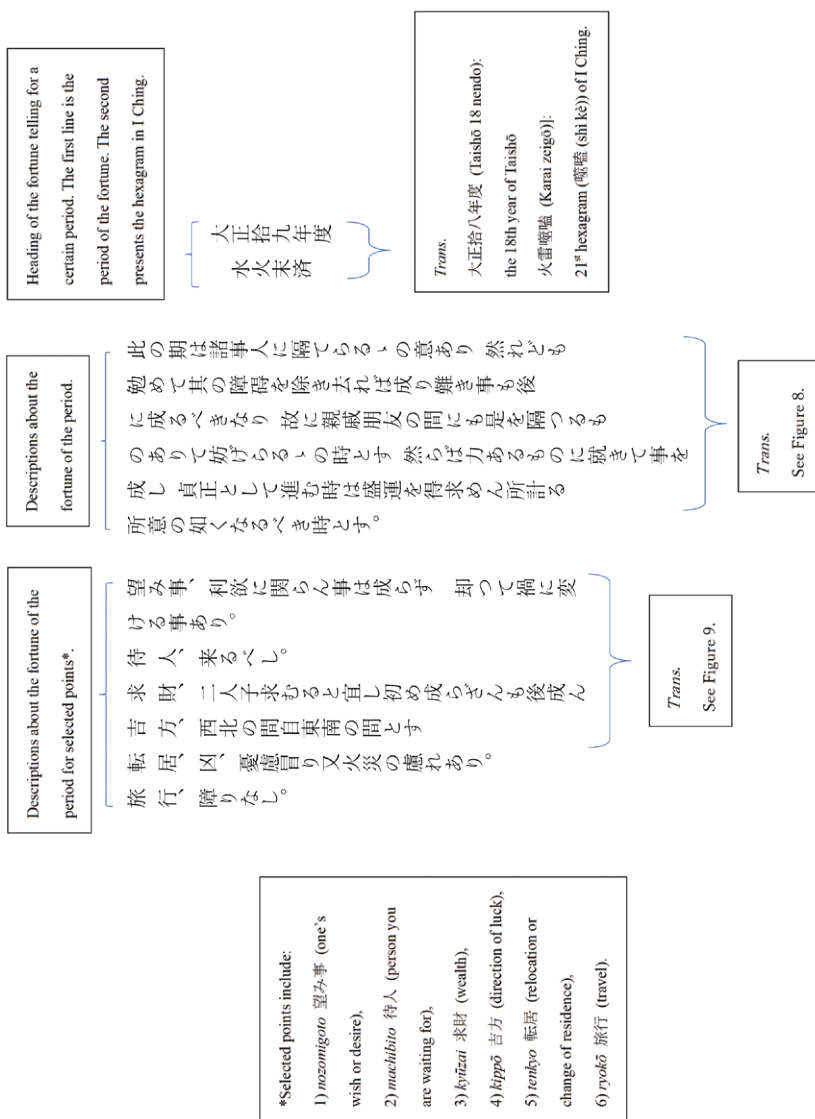 Heading of the fortune telling for a
certain period. The first line is the
period of the fortune. The second
presents the hexagram in I Ching.
大正拾九年度
水火末済
Trans.
大正拾八年度 (Taishō 18 nendo):
the 18th year of Taishō
火雷噬嗑 (Karai zeigō)]:
21st hexagram (噬嗑 (shì kè)) of I Ching.
Descriptions about the
fortune of the period.
此の期は諸事人に隔てらるゝの意あり 然れども
勉めて其の障碍を除き去れば成り難き事も後
に成るべきなり 故に親戚朋友の間にも是を隔つるも
のありて妨げらるゝの時とす 然らば力あるものに就きて事を
成し 貞正として進む時は盛運を得求めん所計る
所意の如くなるべき時とす。
Trans.
See Figure 8.
Descriptions about the fortune of the
period for selected points*.
望み事、利欲に関らん事は成らず 却つて禍に変
ける事あり。
待人、来るべし。
求財、二人子求むると宜し初め成らざんも後成ん
吉方、西北の間自東南の間とす
転居、凶、憂慮冒り又火災の慮れあり。
旅行、障りなし。
Trans.
See Figure 9.
*Selected points include:
1) nozomigoto 望み事 (one's
wish or desire),
2) machibito 待人 (person you
are waiting for),
3) kyūzai 求財 (wealth),
4) kippō 吉方 (direction of luck),
5) tenkyo 転居 (relocation or
change of residence),
6) ryokō 旅行 (travel).